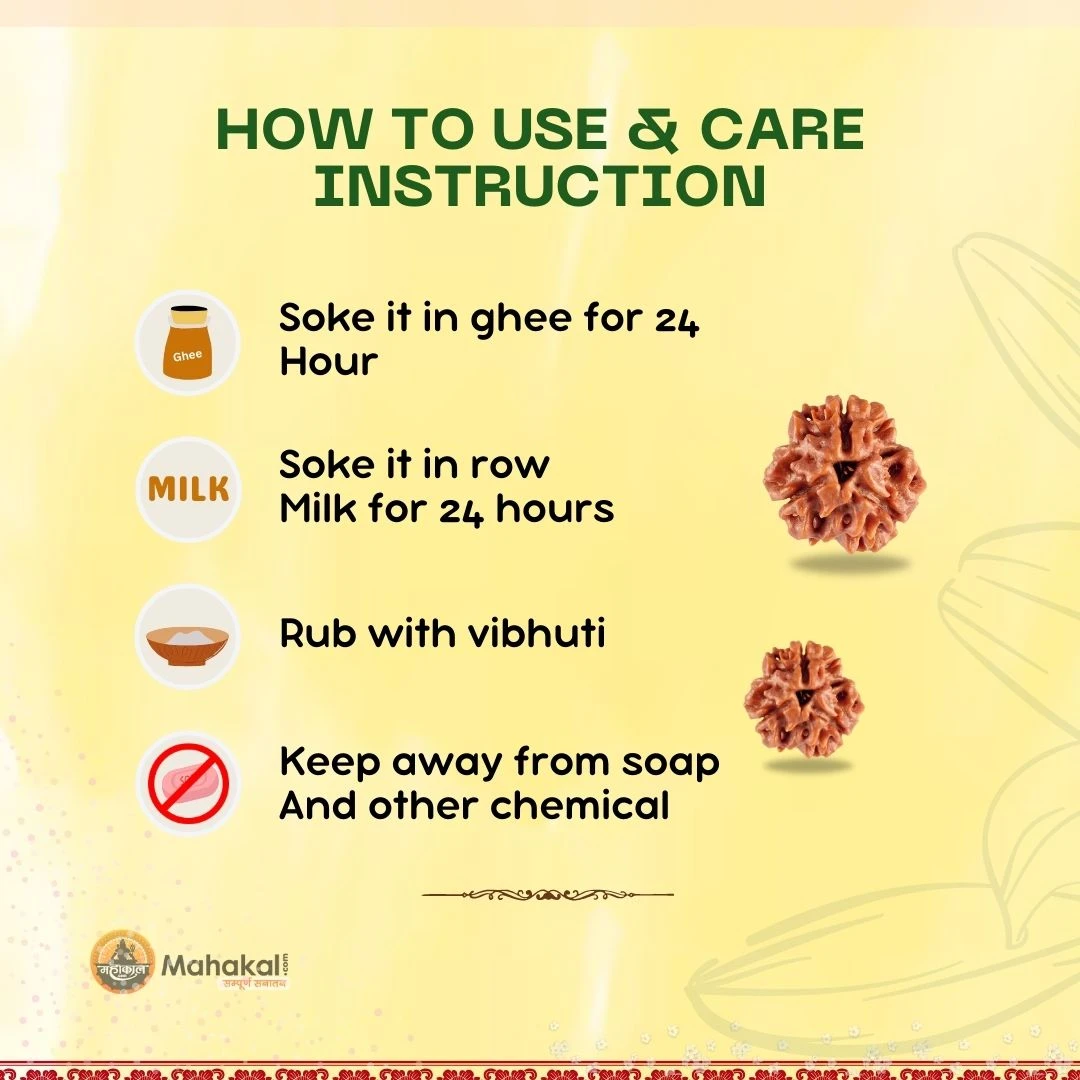 HOW TO USE & CARE
INSTRUCTION
Ghee
Soke it in ghee for 24
Hour
MILK
Soke it in row
Milk for 24 hours
Rub with vibhuti
Keep away from soap
And other chemical
महाकाल
Mahakal.com
सम्पूर्ण सनातन